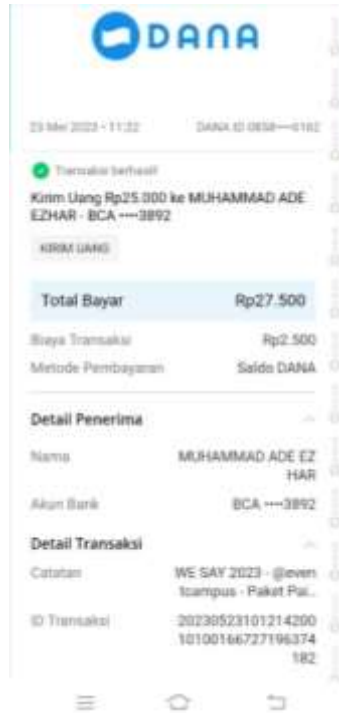 DANA
23 Mei 2023 • 11:22 DANA ID 0858••••6162
Transaksi berhasil!
Kirim Uang Rp25.000 ke MUHAMMAD ADE
EZHAR - BCA ••••3892
KIRIM UANG
Total Bayar Rp27.500
Biaya Transaksi Rp2.500
Metode Pembayaran Saldo DANA
Detail Penerima
Nama MUHAMMAD ADE EZ
HAR
Akun Bank BCA ••••3892
Detail Transaksi
Catatan WE SAY 2023 - @even
tcampus - Paket Pai...
ID Transaksi 20230523101214200
10100166727196374
182